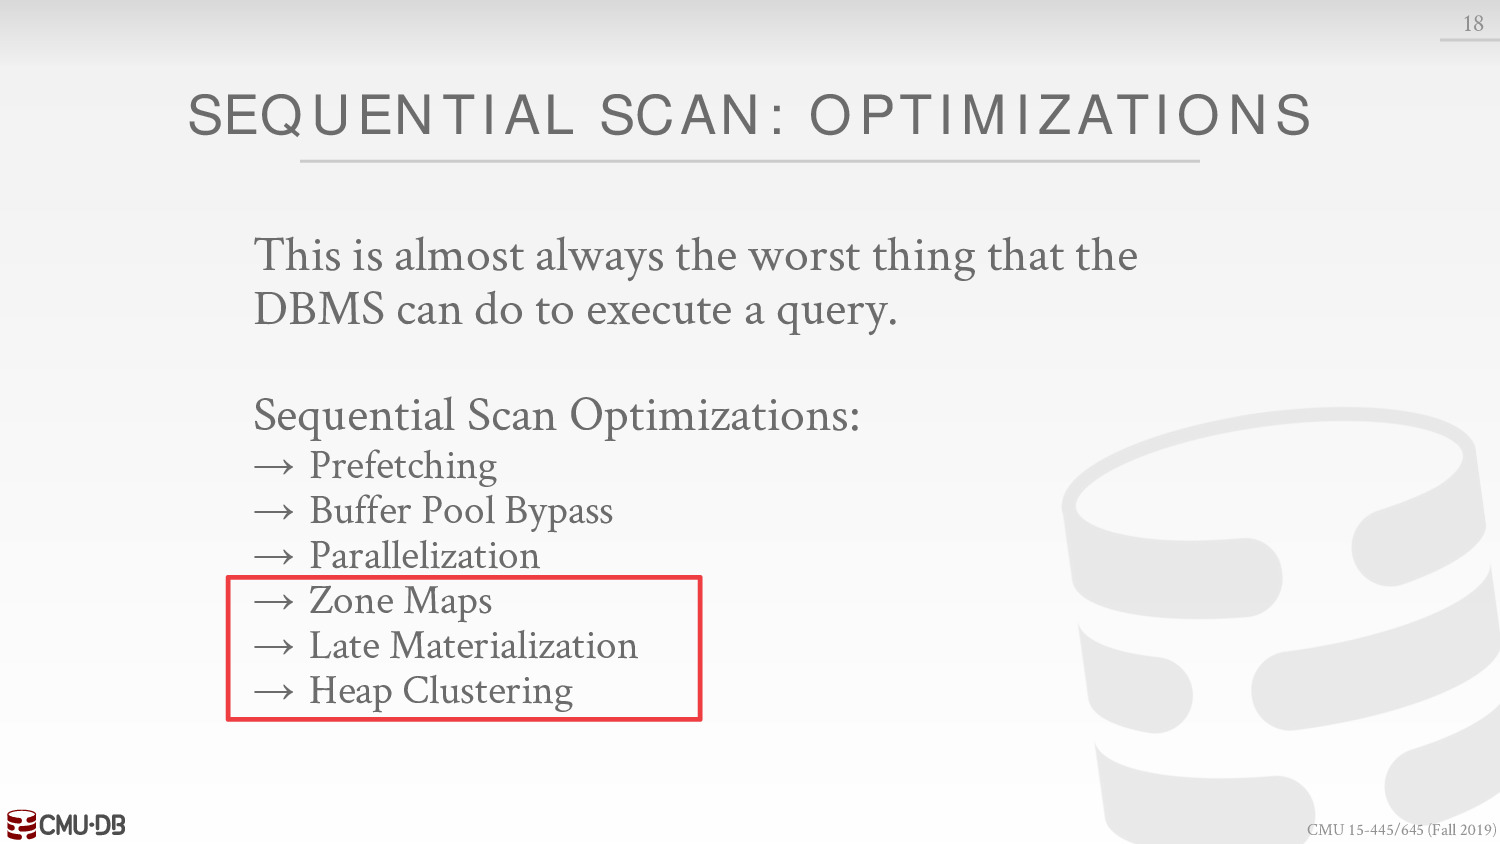 18
SEQUENTIAL SCAN: OPTIMIZATIONS
This is almost always the worst thing that the
DBMS can do to execute a query.
Sequential Scan Optimizations:
→ Prefetching
→ Buffer Pool Bypass
→ Parallelization
→ Zone Maps
→ Late Materialization
→ Heap Clustering
CMU·DB
CMU 15-445/645 (Fall 2019)